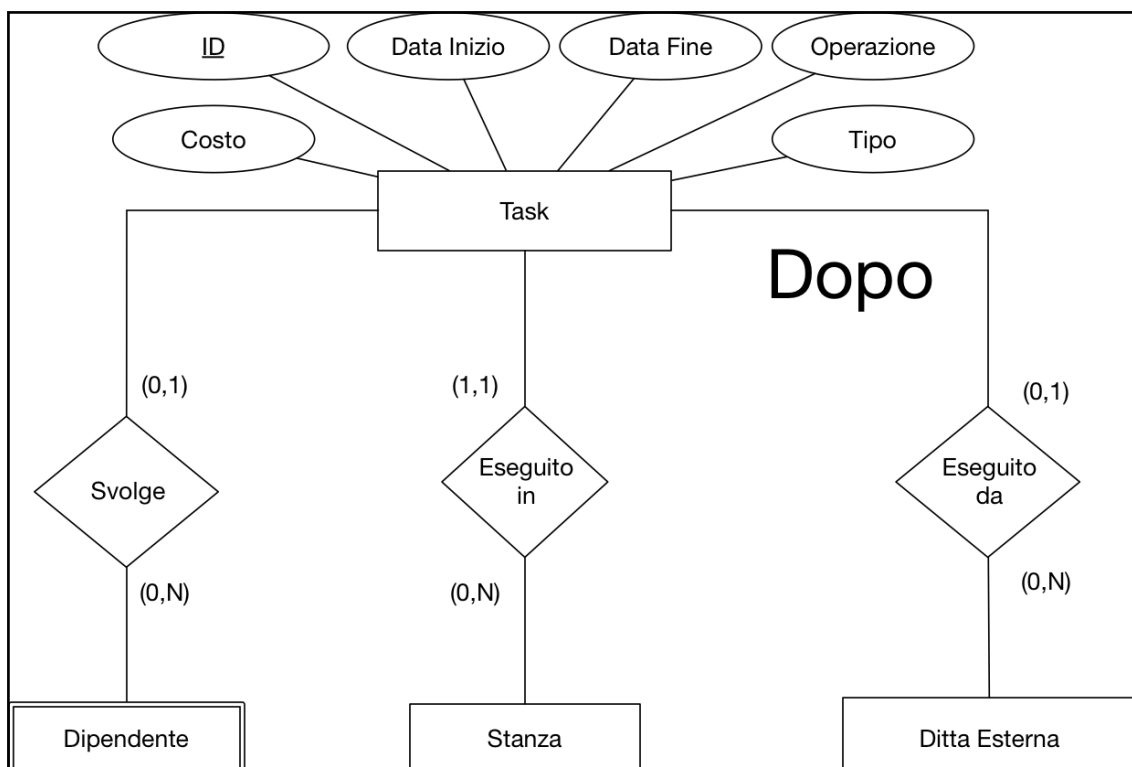 ID
Data Inizio
Data Fine
Operazione
Costo
Tipo
Task
Dopo
(0,1)
(1,1)
(0,1)
Svolge
Eseguito
in
Eseguito
da
(0,N)
(0,N)
(0,N)
Dipendente
Stanza
Ditta Esterna